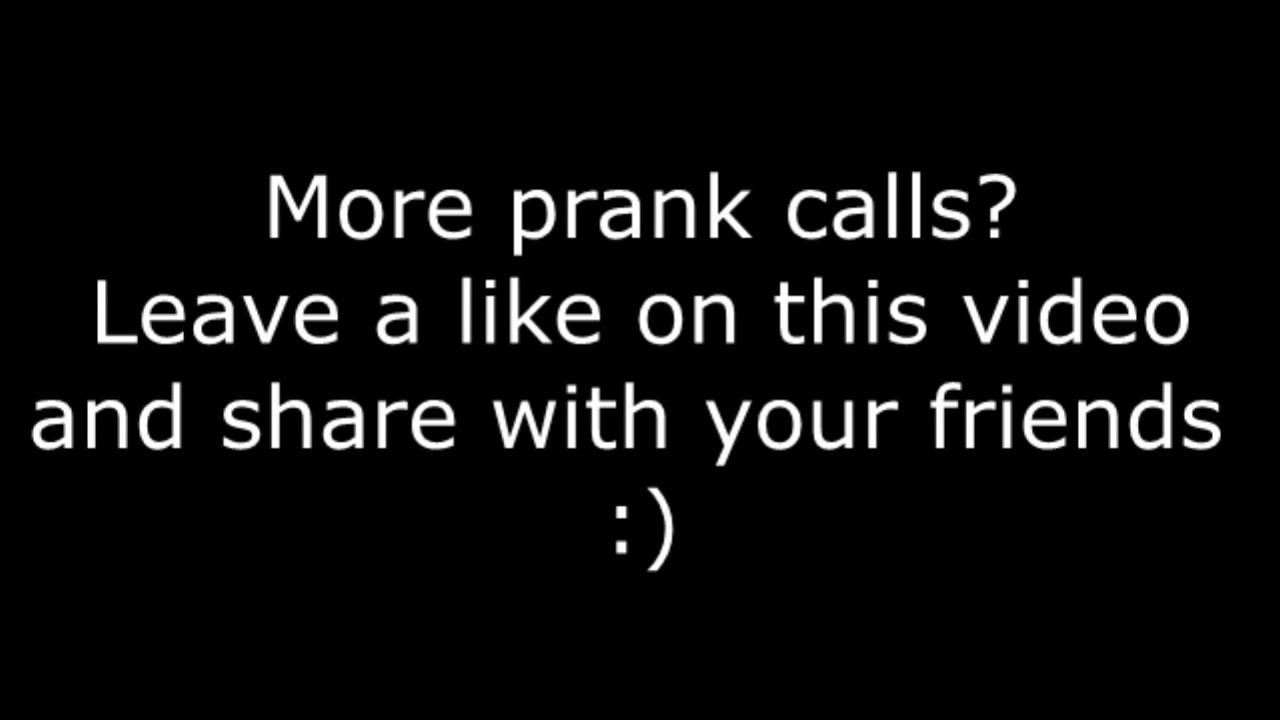 More prank calls?
Leave a like on this video
and share with your friends
:)